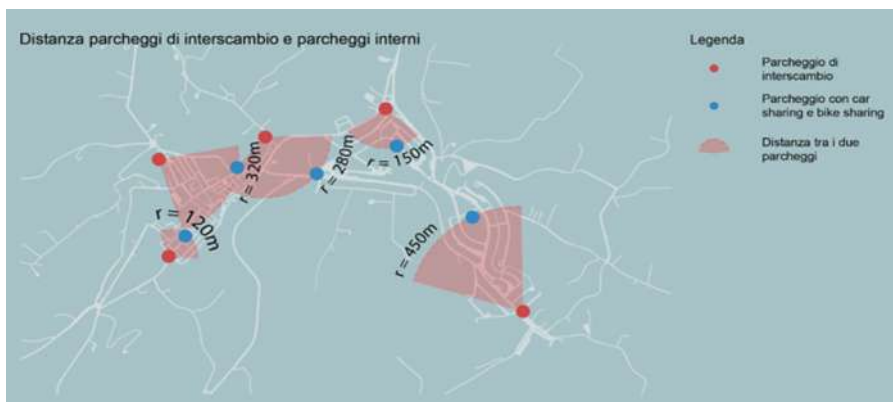 Distanza parcheggi di interscambio e parcheggi interni
Legenda
Parcheggio di
interscambio
Parcheggio con car
sharing e bike sharing
Distanza tra i due
parcheggi
r = 320m
r = 280m
r = 150m
r = 120m
r = 450m